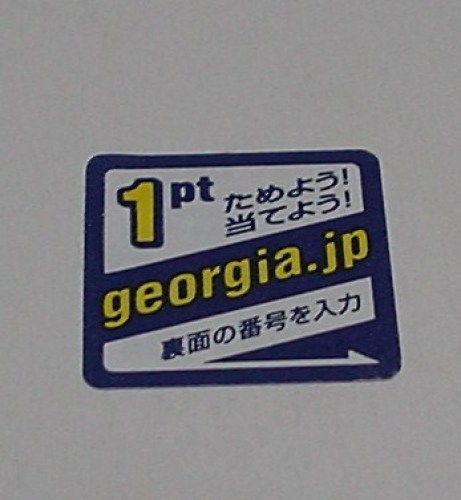 1pt
ためよう!
当てよう!
georgia.jp
裏面の番号を入力